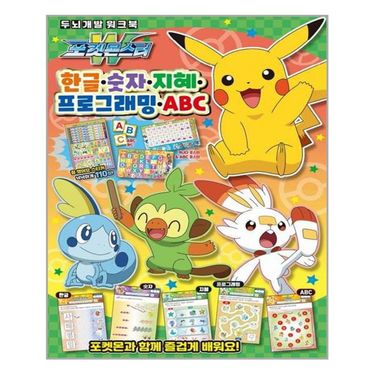 두뇌개발 워크북
포켓몬스터
W
한글·숫자·지혜·
프로그래밍·ABC
A B
C
한글
숫자
지혜
프로그래밍
ABC
포켓몬과 함께 즐겁게 배워요!